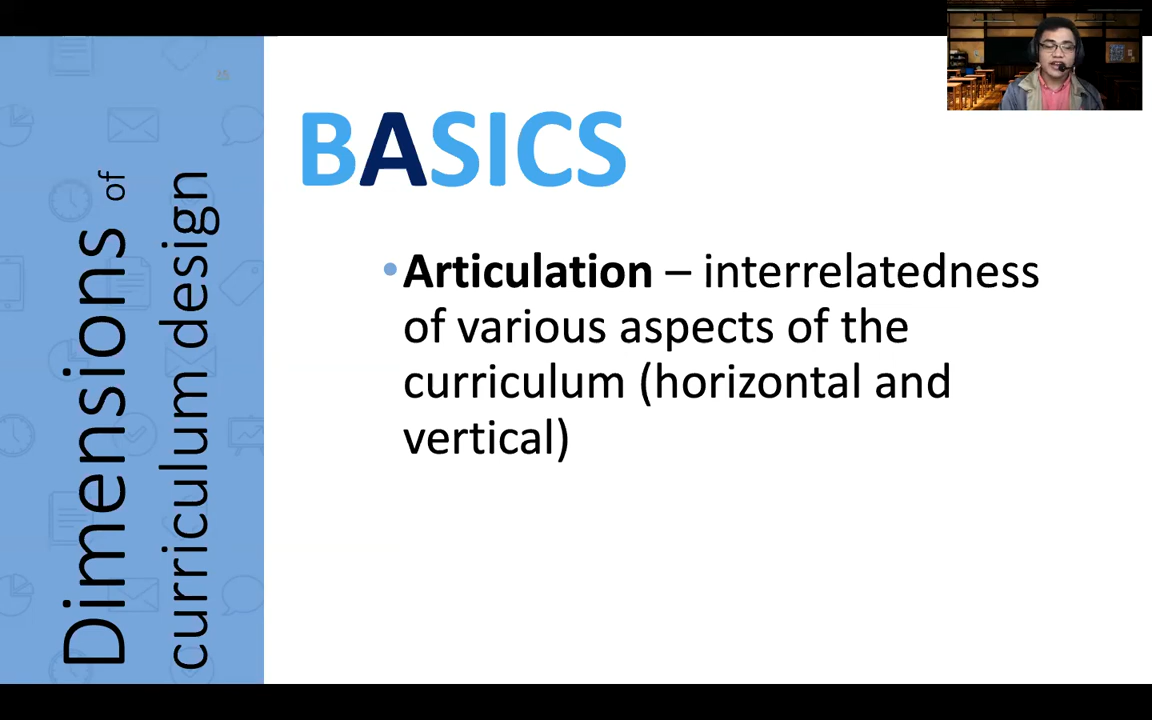 Dimensions of
curriculum design
BASICS
•Articulation – interrelatedness
of various aspects of the
curriculum (horizontal and
vertical)